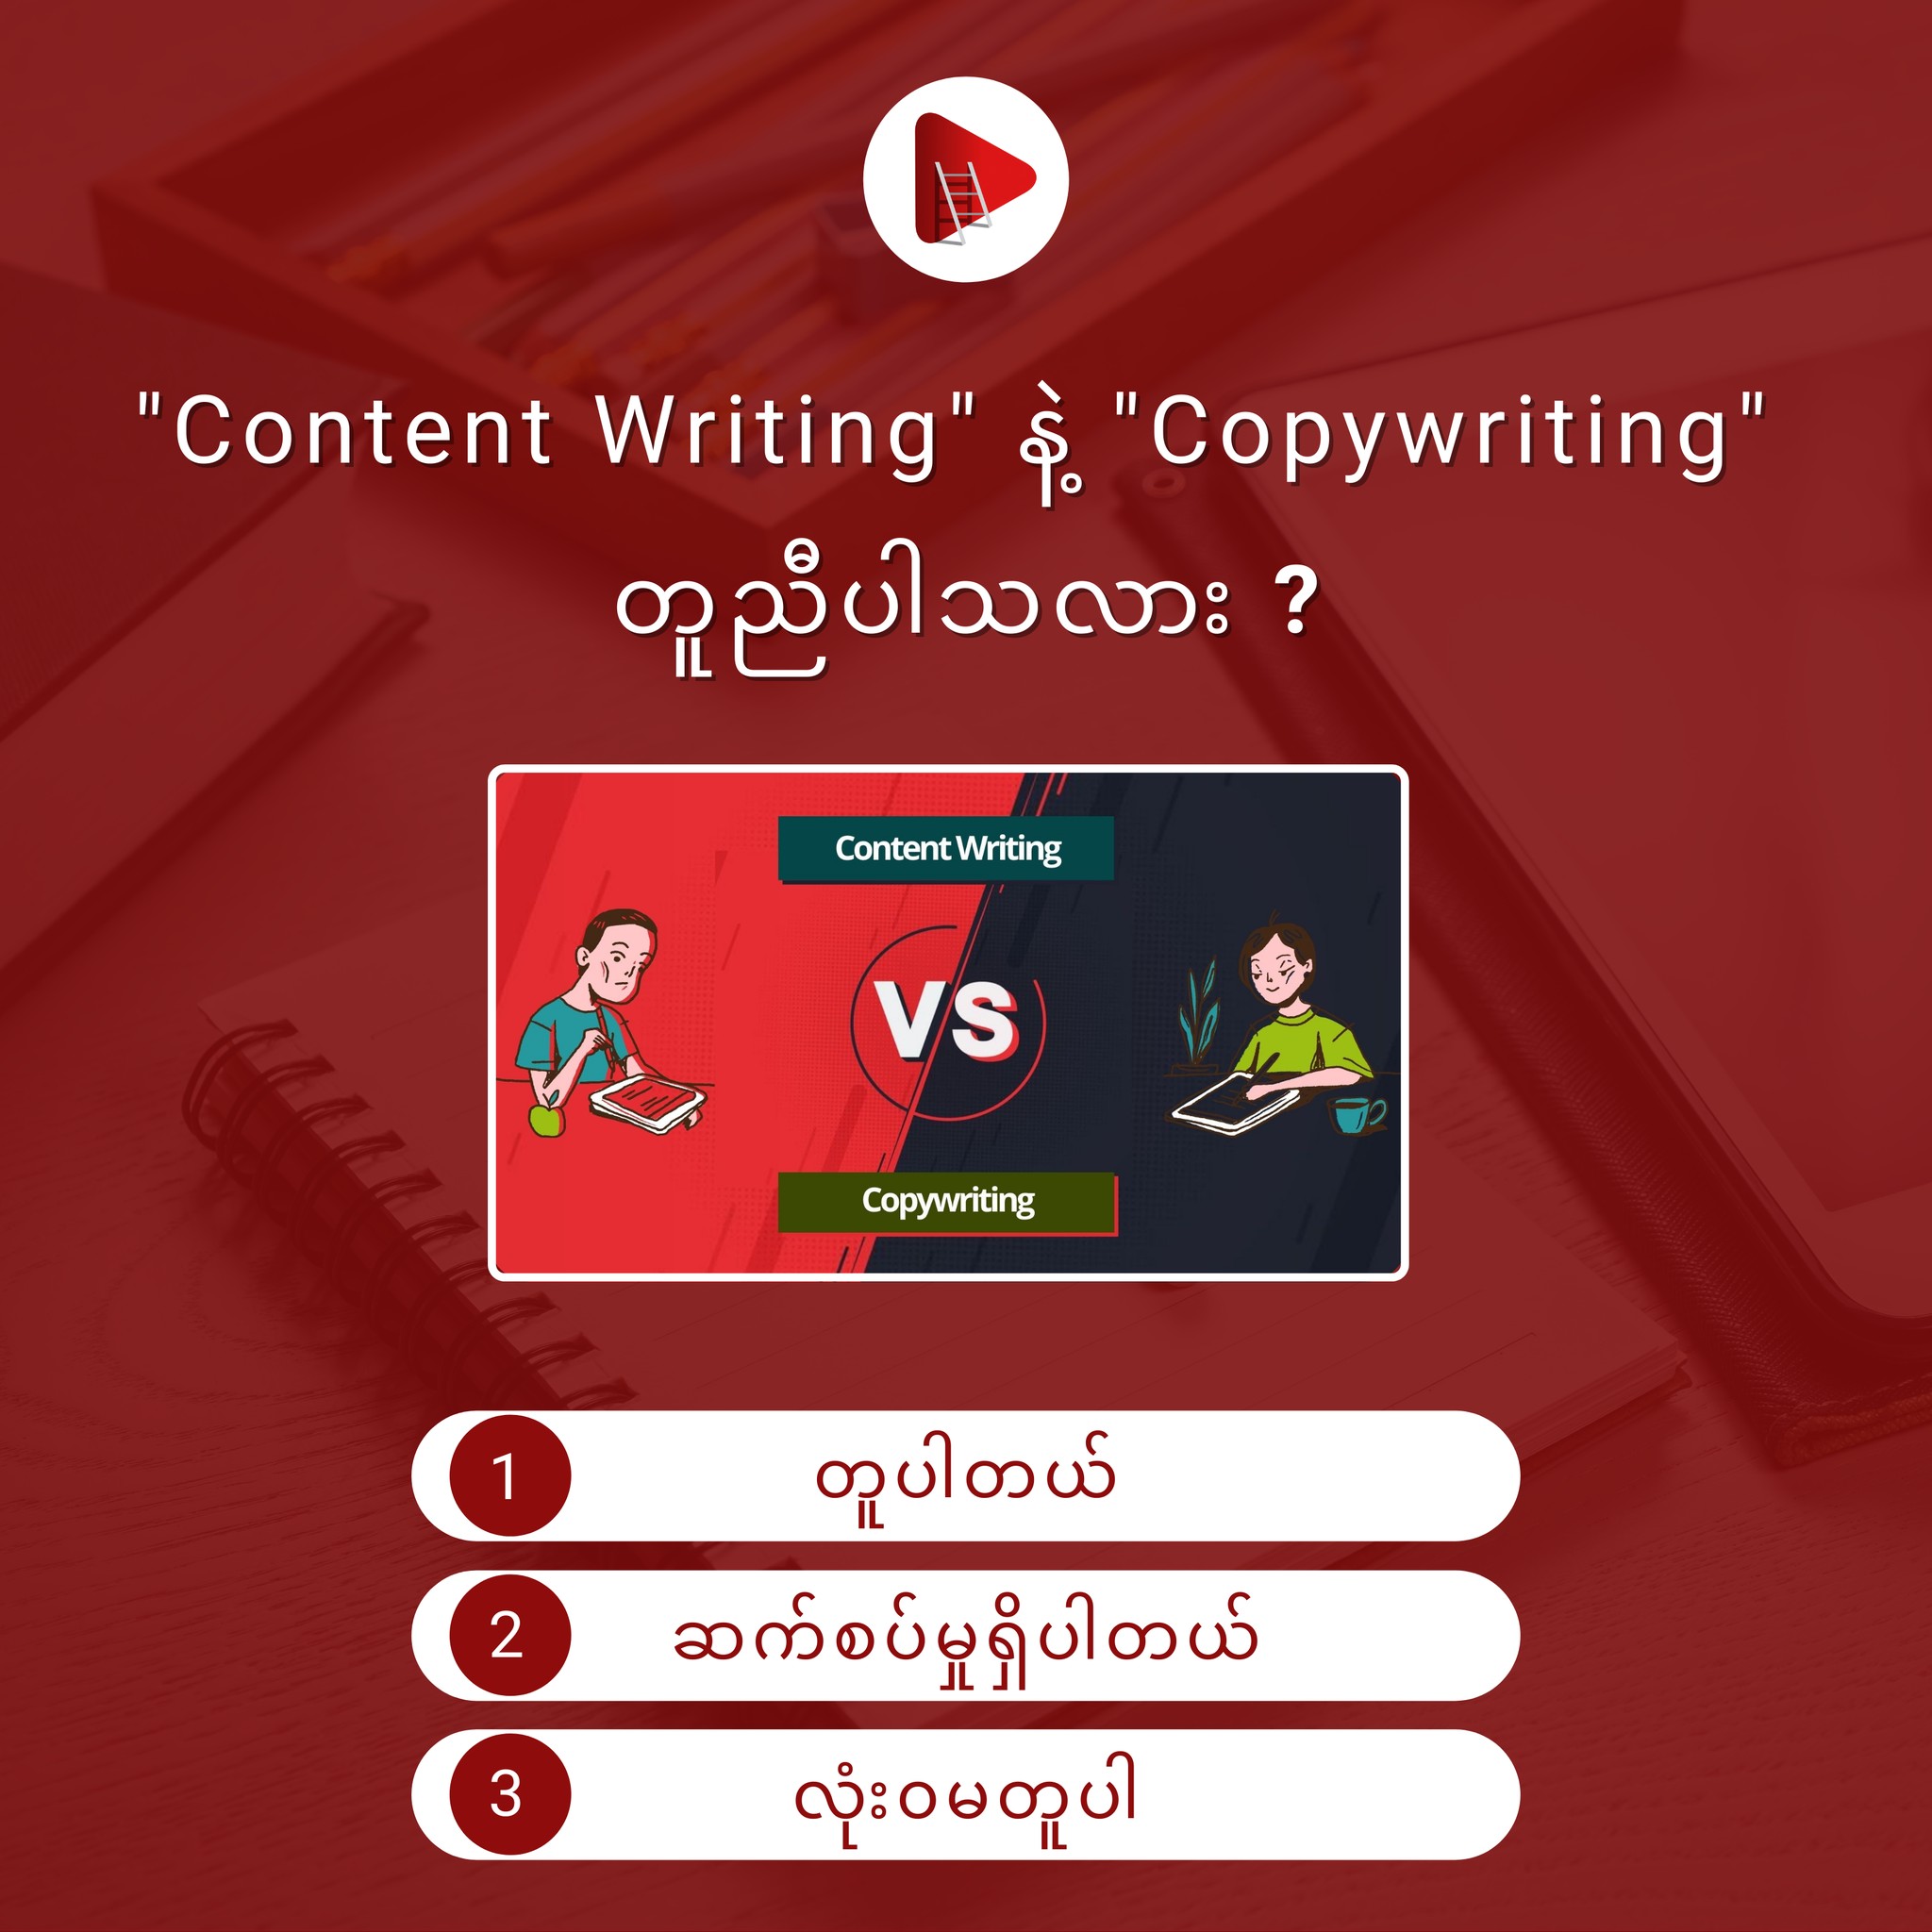 "Content Writing" နဲ့ "Copywriting"
တူညီပါသလား ?
Content Writing
VS
Copywriting
1 တူပါတယ်
2 ဆက်စပ်မှုရှိပါတယ်
3 လုံးဝမတူပါ